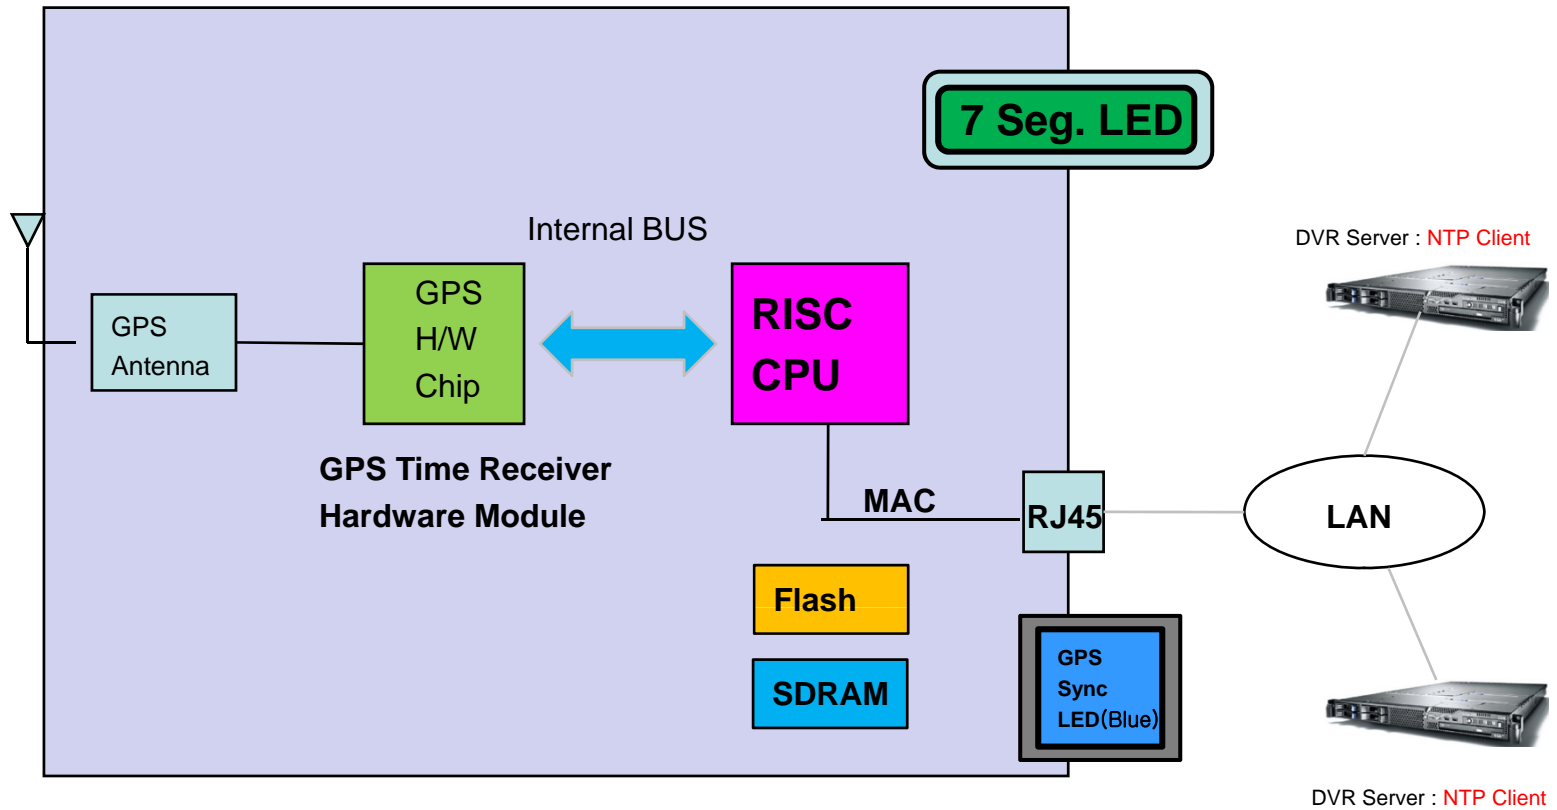 7 Seg. LED
Internal BUS
DVR Server : NTP Client
GPS
Antenna
GPS
H/W
Chip
RISC
CPU
GPS Time Receiver
Hardware Module
MAC
RJ45
LAN
Flash
SDRAM
GPS
Sync
LED(Blue)
DVR Server : NTP Client